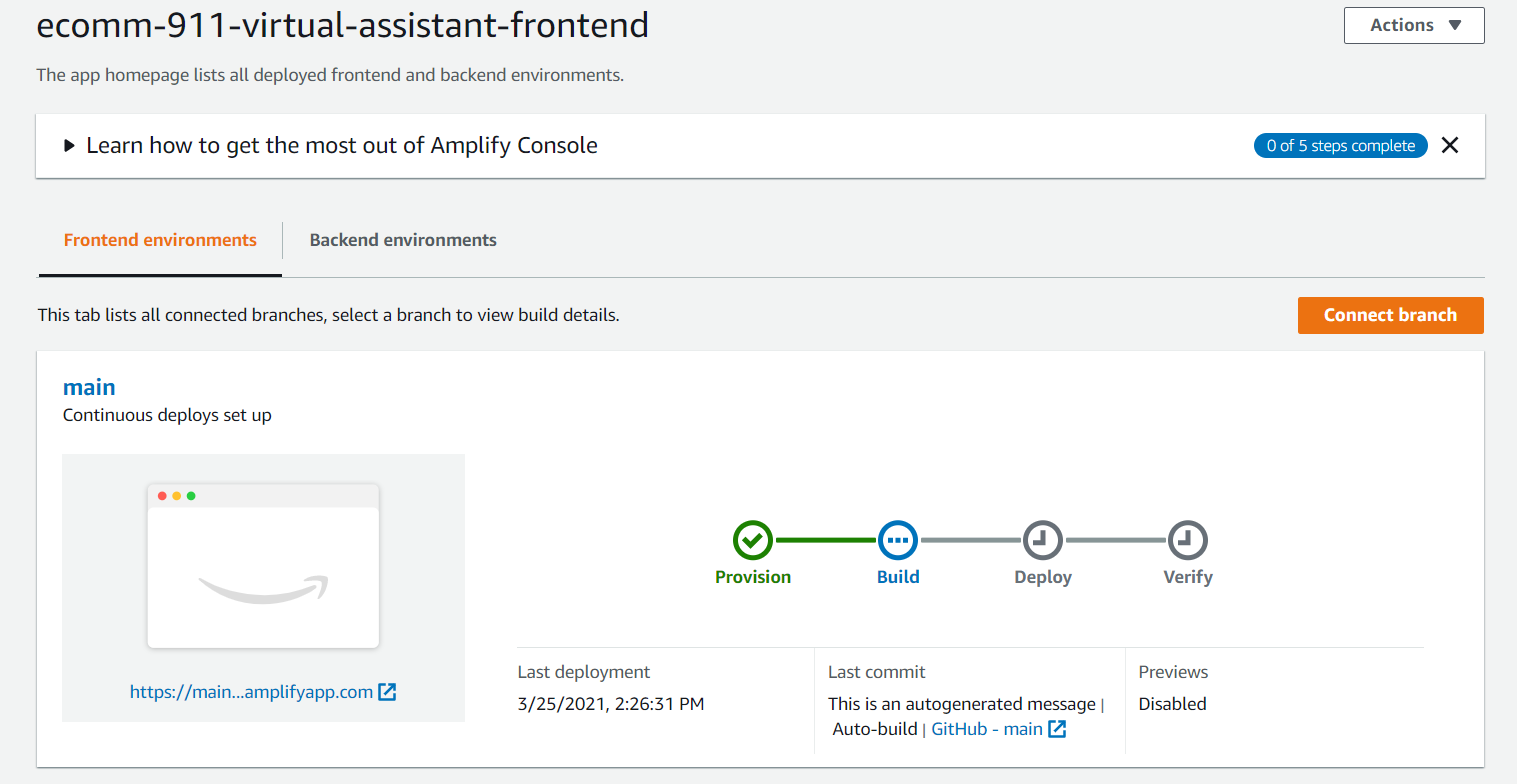 ecomm-911-virtual-assistant-frontend
Actions
The app homepage lists all deployed frontend and backend environments.
Learn how to get the most out of Amplify Console
0 of 5 steps complete
Frontend environments
Backend environments
This tab lists all connected branches, select a branch to view build details.
Connect branch
main
Continuous deploys set up
https://main...amplifyapp.com
Provision
Build
Deploy
Verify
Last deployment
3/25/2021, 2:26:31 PM
Last commit
This is an autogenerated message |
Auto-build | GitHub - main
Previews
Disabled